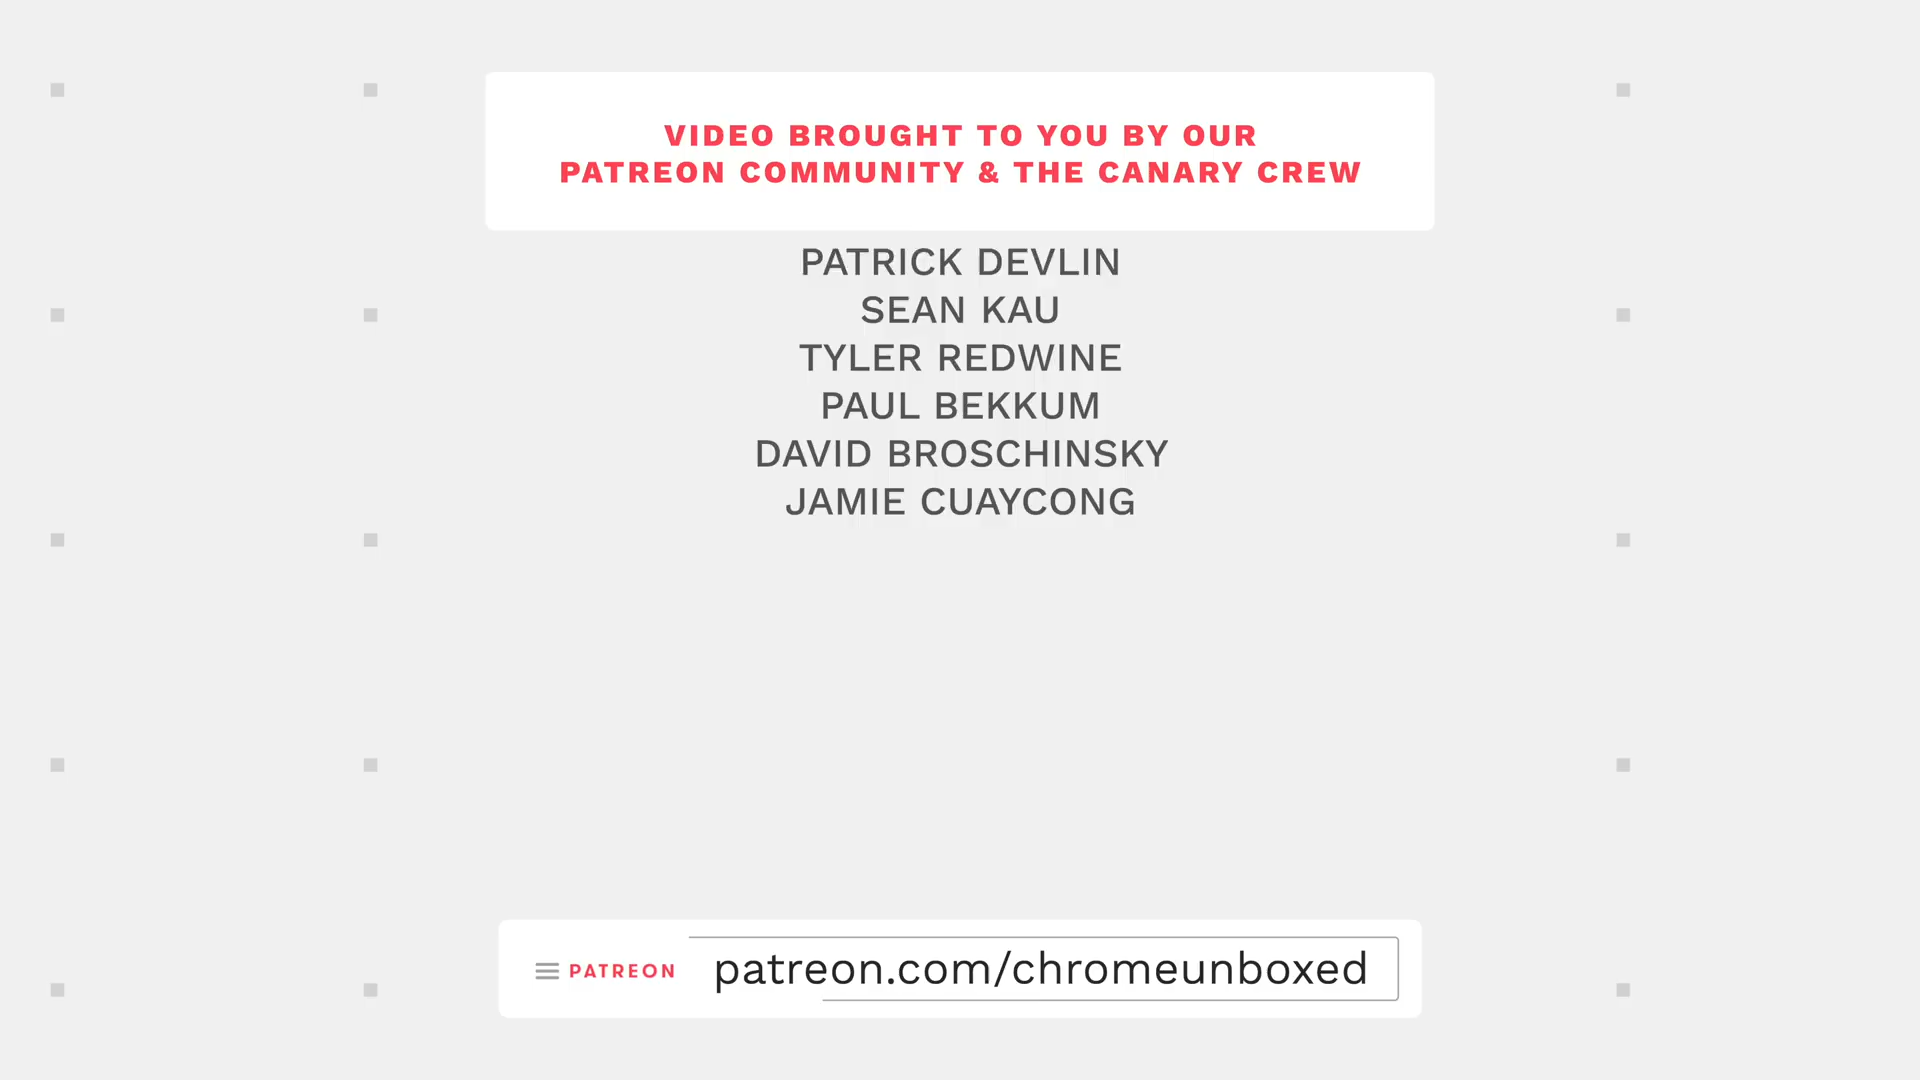 VIDEO BROUGHT TO YOU BY OUR
PATREON COMMUNITY & THE CANARY CREW
PATRICK DEVLIN
SEAN KAU
TYLER REDWINE
PAUL BEKKUM
DAVID BROSCHINSKY
JAMIE CUAYCONG
PATREON patreon.com/chromeunboxed